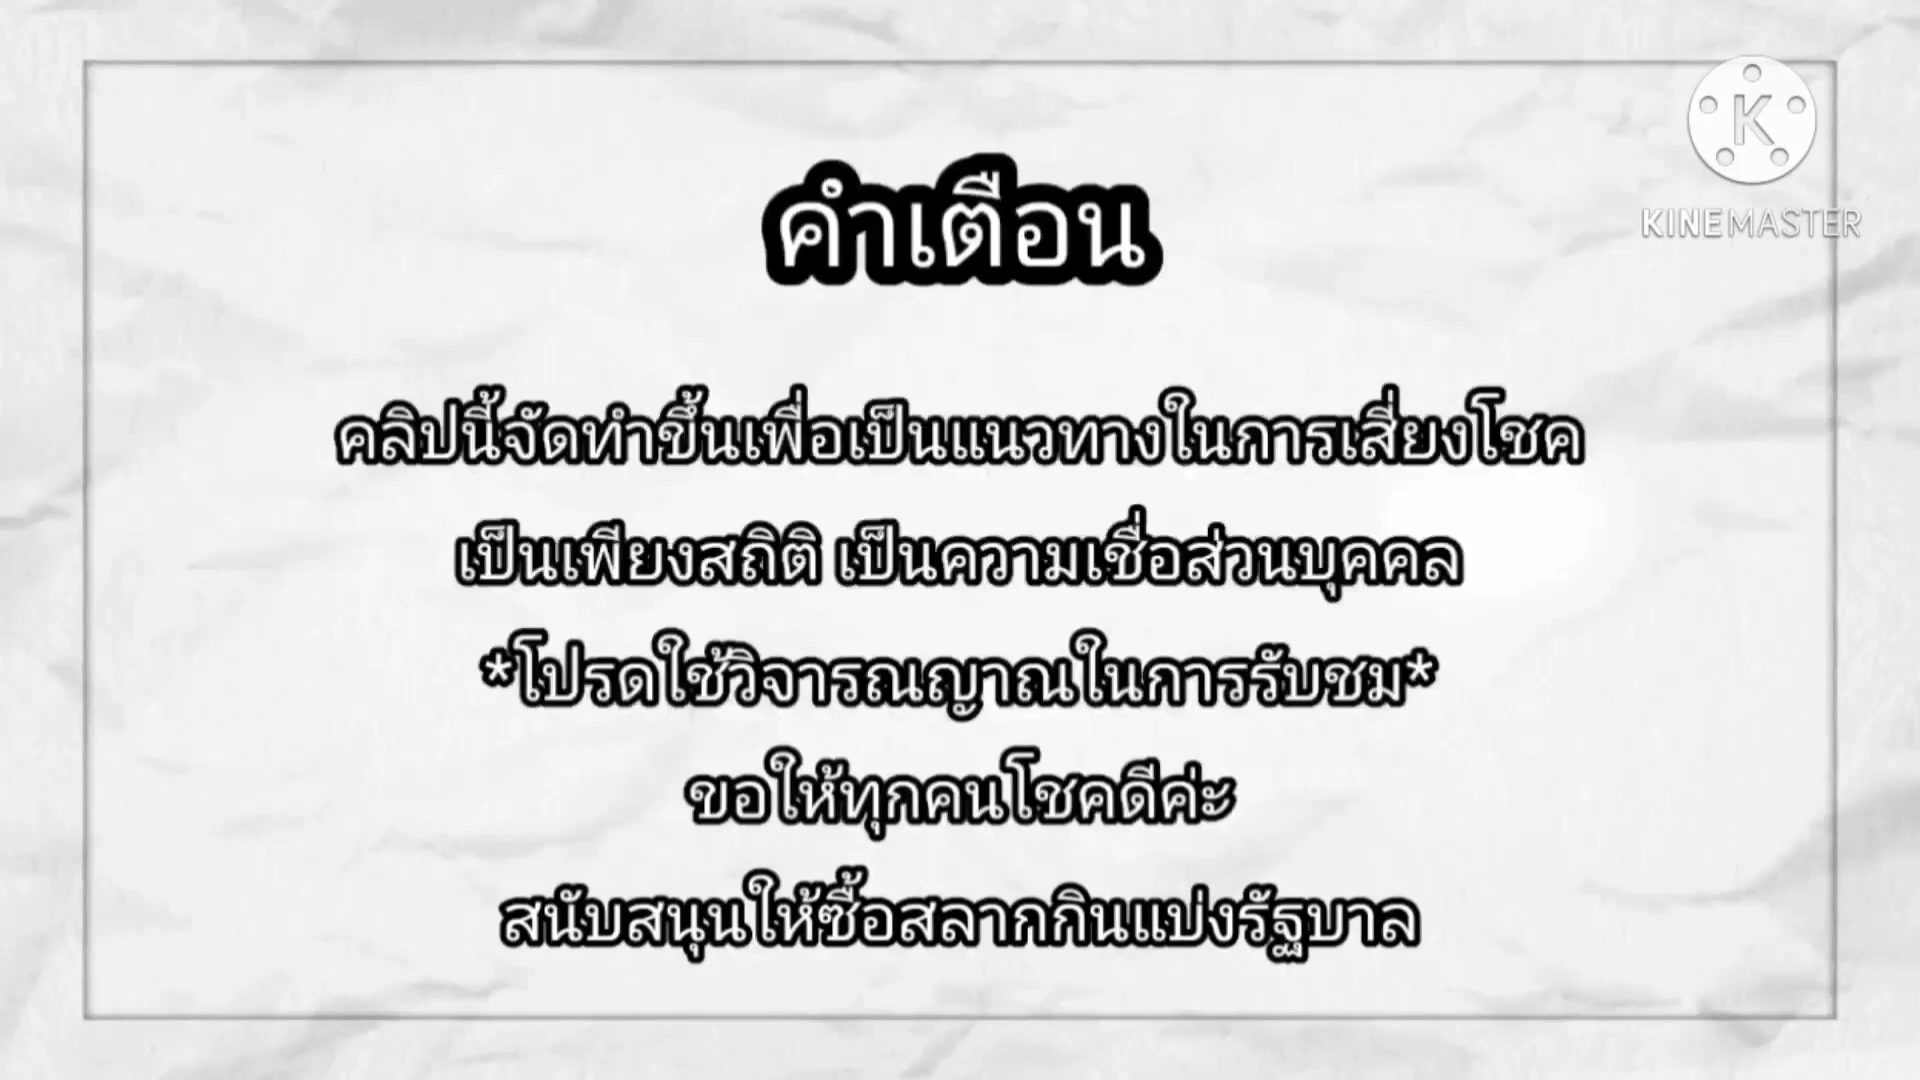 คำเตือน
K
KINEMASTER
คลิปนี้จัดทำขึ้นเพื่อเป็นแนวทางในการเสี่ยงโชค
เป็นเพียงสถิติ เป็นความเชื่อส่วนบุคคล
*โปรดใช้วิจารณญาณในการรับชม*
ขอให้ทุกคนโชคดีค่ะ
สนับสนุนให้ซื้อสลากกินแบ่งรัฐบาล